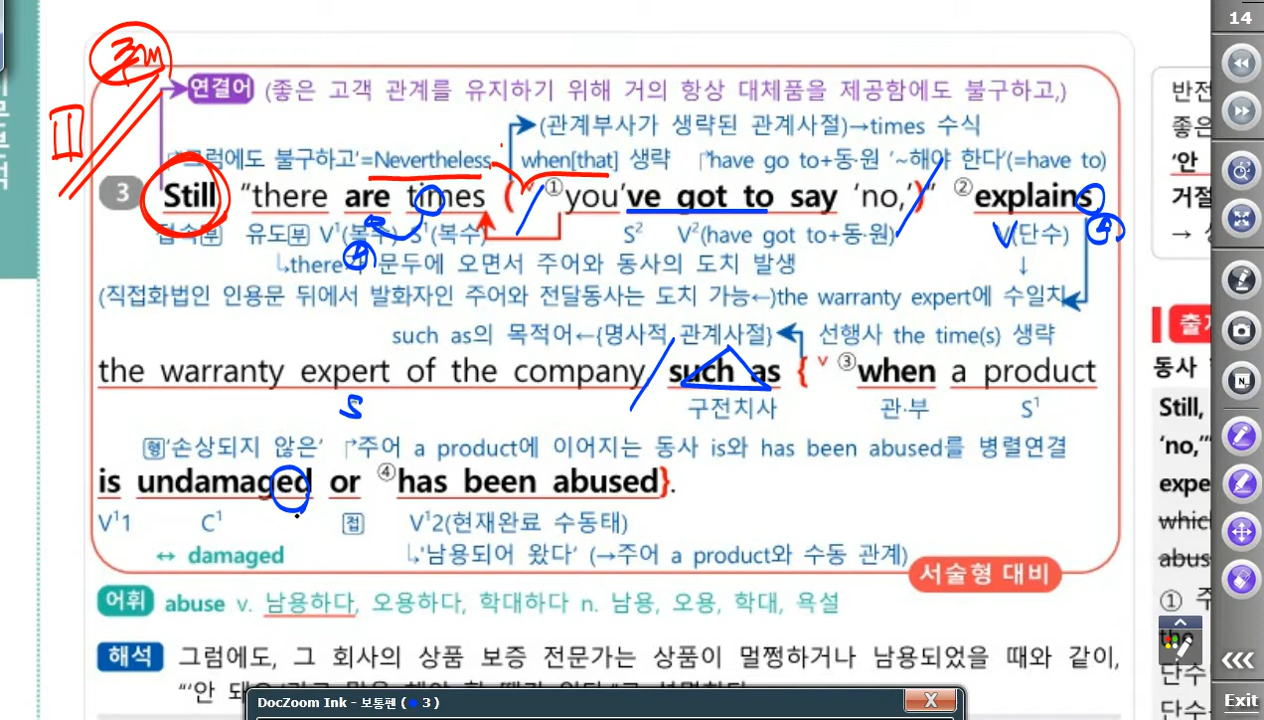 14
주제
II
연결어 (좋은 고객 관계를 유지하기 위해 거의 항상 대체품을 제공함에도 불구하고,)
(관계부사가 생략된 관계사절)→times 수식
'그럼에도 불구하고'=Nevertheless when[that] 생략 「have got to+동·원 '~해야 한다'(=have to)
3 Still "there are times ( ˅ ①you've got to say 'no,')" ②explains
접속부 유도부 V¹(복수) S¹(복수) S² V²(have got to+동·원) V(단수)
↳there가 문두에 오면서 주어와 동사의 도치 발생
(직접화법인 인용문 뒤에서 발화자인 주어와 전달동사는 도치 가능←)the warranty expert에 수일치
such as의 목적어←{명사적 관계사절} 선행사 the time(s) 생략
the warranty expert of the company such as { ˅ ③when a product
S 구전치사 관·부 S¹
형'손상되지 않은' 주어 a product에 이어지는 동사 is와 has been abused를 병렬연결
is undamaged or ④has been abused}.
V¹1 C¹ 접 V¹2(현재완료 수동태)
↔ damaged ↳'남용되어 왔다' (→주어 a product와 수동 관계)
서술형 대비
어휘 abuse v. 남용하다, 오용하다, 학대하다 n. 남용, 오용, 학대, 욕설
해석 그럼에도, 그 회사의 상품 보증 전문가는 상품이 멀쩡하거나 남용되었을 때와 같이,
DocZoom Ink - 보통펜 ( 3 )
X
반전
좋은
'안
거절
→
출제
동사
Still,
'no,'"
expe
which
abus
① 주
the
단수
단수
Exit